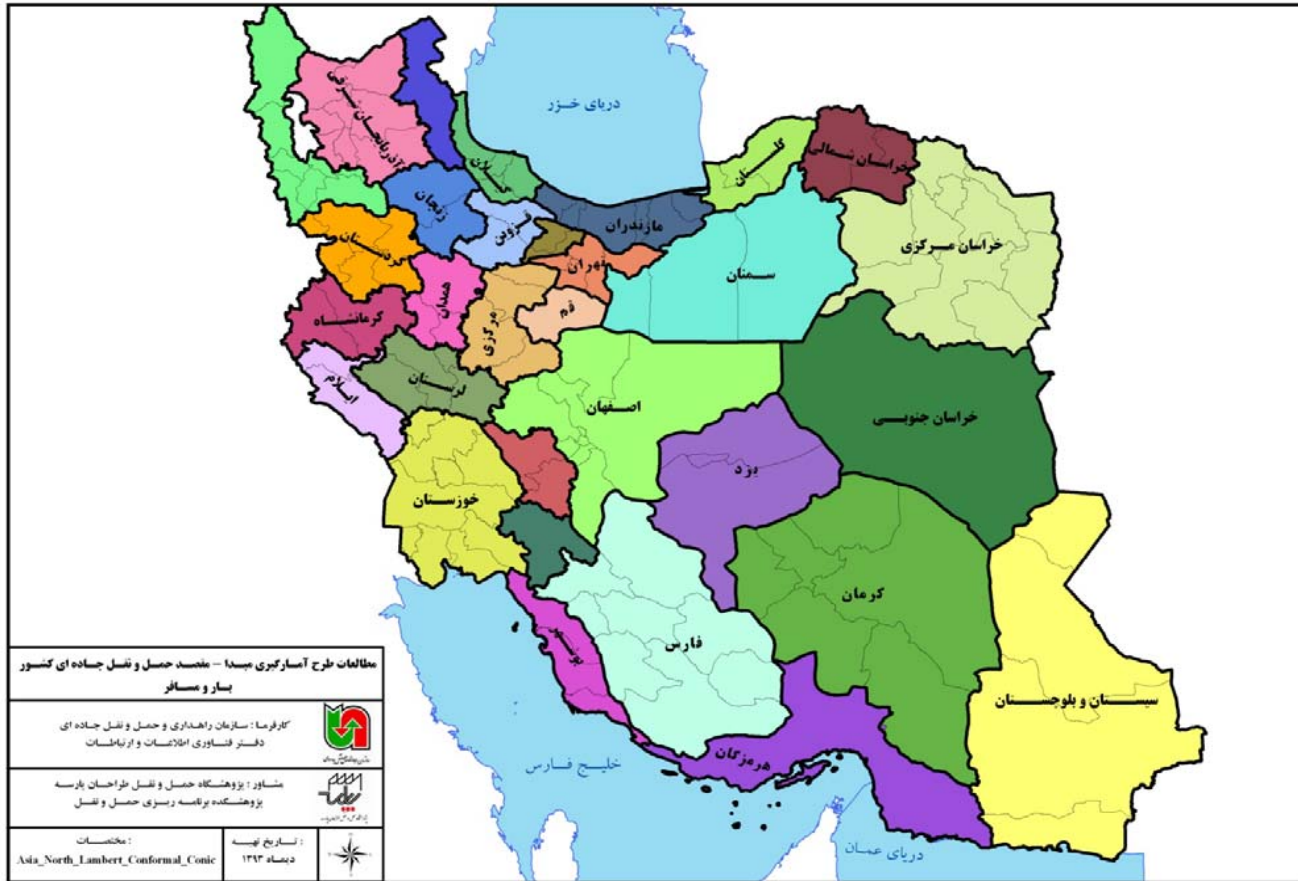 دریای خزر
آذربایجان شرقی
گیلان
گلستان
خراسان شمالی
زنجان
قزوین
مازندران
خراسان مرکزی
کردستان
تهران
سمنان
همدان
قم
کرمانشاه
مرکزی
ایلام
لرستان
اصفهان
خراسان جنوبی
یزد
خوزستان
کرمان
فارس
بوشهر
سیستان و بلوچستان
هرمزگان
خلیج فارس
دریای عمان
مطالعات طرح آمارگیری مبدا - مقصد حمل و نقل جاده ای کشور
بار و مسافر
کارفرما : سازمان راهداری و حمل و نقل جاده ای
دفتر فناوری اطلاعات و ارتباطات
مشاور : پژوهشگاه حمل و نقل طراحان پارسه
پژوهشکده برنامه ریزی حمل و نقل
تاریخ تهیه :
دیماه ۱۳۹۳
مختصات :
Asia_North_Lambert_Conformal_Conic